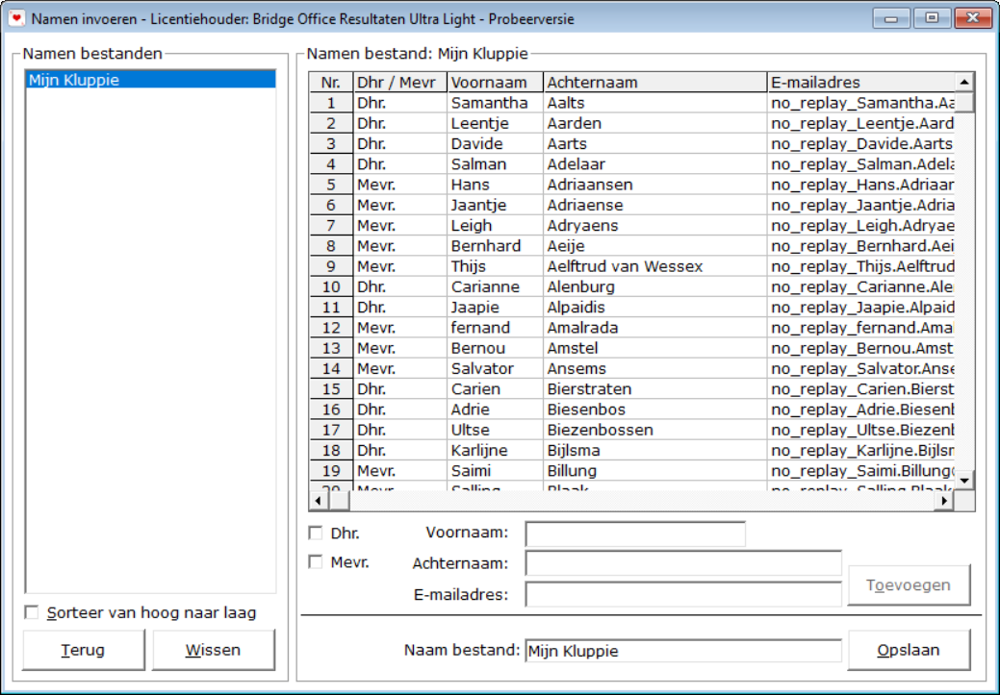 Namen invoeren - Licentiehouder: Bridge Office Resultaten Ultra Light - Probeerversie
Namen bestanden
Mijn Kluppie
Sorteer van hoog naar laag
Terug Wissen
Namen bestand: Mijn Kluppie
Nr. Dhr / Mevr Voornaam Achternaam E-mailadres
1 Dhr. Samantha Aalts no_replay_Samantha.Aa
2 Dhr. Leentje Aarden no_replay_Leentje.Aard
3 Dhr. Davide Aarts no_replay_Davide.Aarts
4 Dhr. Salman Adelaar no_replay_Salman.Adela
5 Mevr. Hans Adriaansen no_replay_Hans.Adriaan
6 Mevr. Jaantje Adriaense no_replay_Jaantje.Adria
7 Mevr. Leigh Adryaens no_replay_Leigh.Adryae
8 Mevr. Bernhard Aeije no_replay_Bernhard.Aei
9 Mevr. Thijs Aelftrud van Wessex no_replay_Thijs.Aelftrud
10 Dhr. Carianne Alenburg no_replay_Carianne.Ale
11 Dhr. Jaapie Alpaidis no_replay_Jaapie.Alpaid
12 Mevr. fernand Amalrada no_replay_fernand.Amal
13 Mevr. Bernou Amstel no_replay_Bernou.Amst
14 Mevr. Salvator Ansems no_replay_Salvator.Anse
15 Dhr. Carien Bierstraten no_replay_Carien.Bierst
16 Dhr. Adrie Biesenbos no_replay_Adrie.Biesenb
17 Dhr. Ultse Biezenbossen no_replay_Ultse.Biezenb
18 Dhr. Karlijne Bijlsma no_replay_Karlijne.Bijlsm
19 Mevr. Saimi Billung no_replay_Saimi.Billung@
20 Mevr. Salling Blaak no_replay_Salling.Blaak
Dhr. Voornaam:
Mevr. Achternaam:
E-mailadres:
Toevoegen
Naam bestand: Mijn Kluppie Opslaan